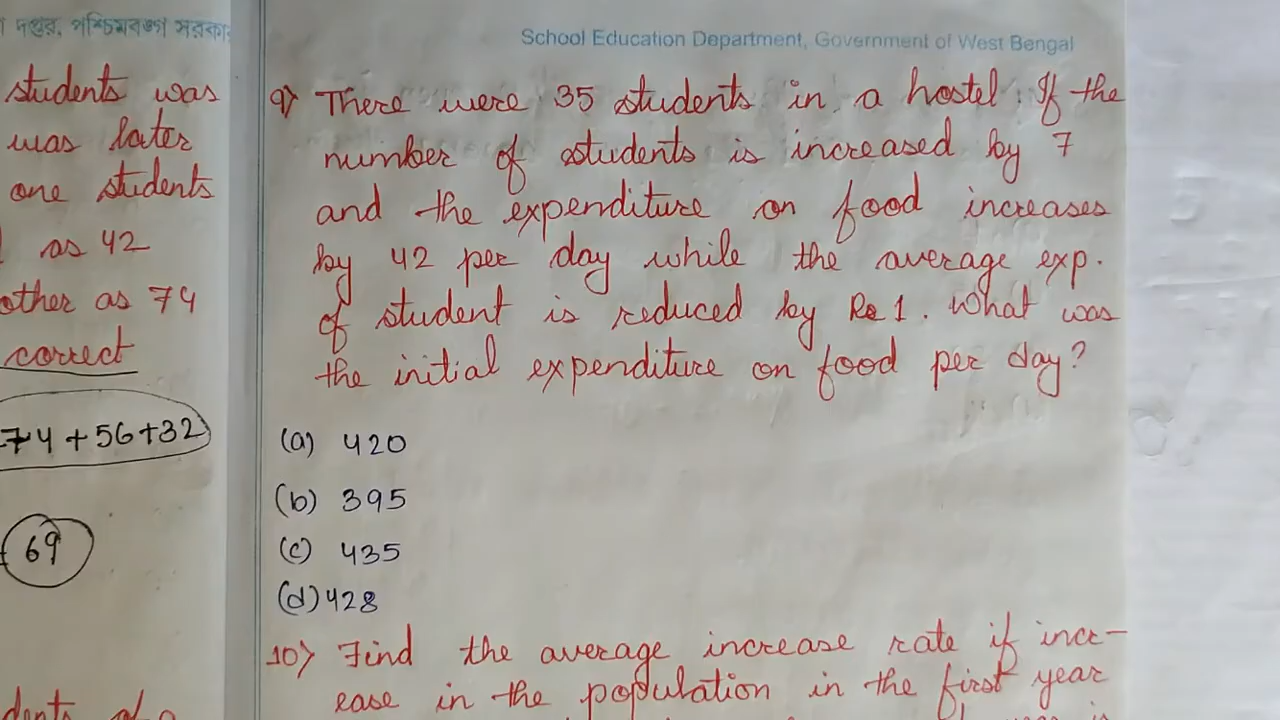 দপ্তর, পশ্চিমবঙ্গ সরকার
School Education Department, Government of West Bengal
students was
was later
one students
as 42
other as 74
correct
74+56+32
69
9) There were 35 students in a hostel. If the
number of students is increased by 7
and the expenditure on food increases
by 42 per day while the average exp.
of student is reduced by Re 1. What was
the initial expenditure on food per day?
(a) 420
(b) 395
(c) 435
(d) 428
10) Find the average increase rate if incr-
ease in the population in the first year